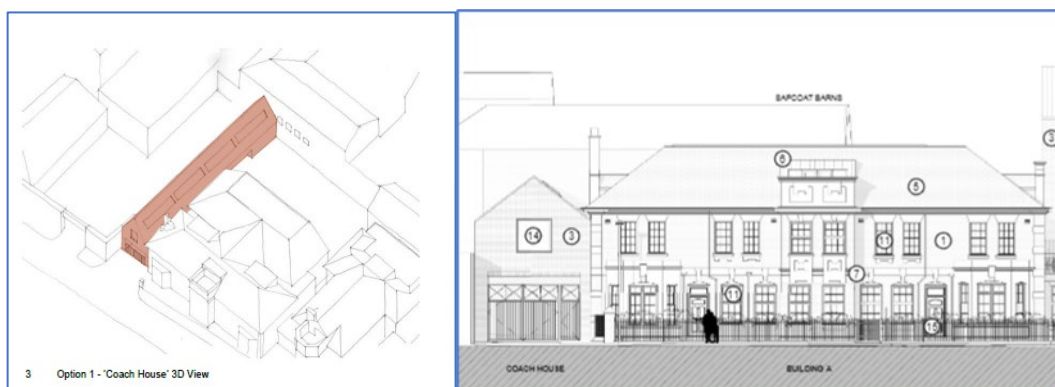 3 Option 1 - 'Coach House' 3D View
SAPCOAT BARNS
6
3
5
14
3
11
1
7
11
15
COACH HOUSE
BUILDING A